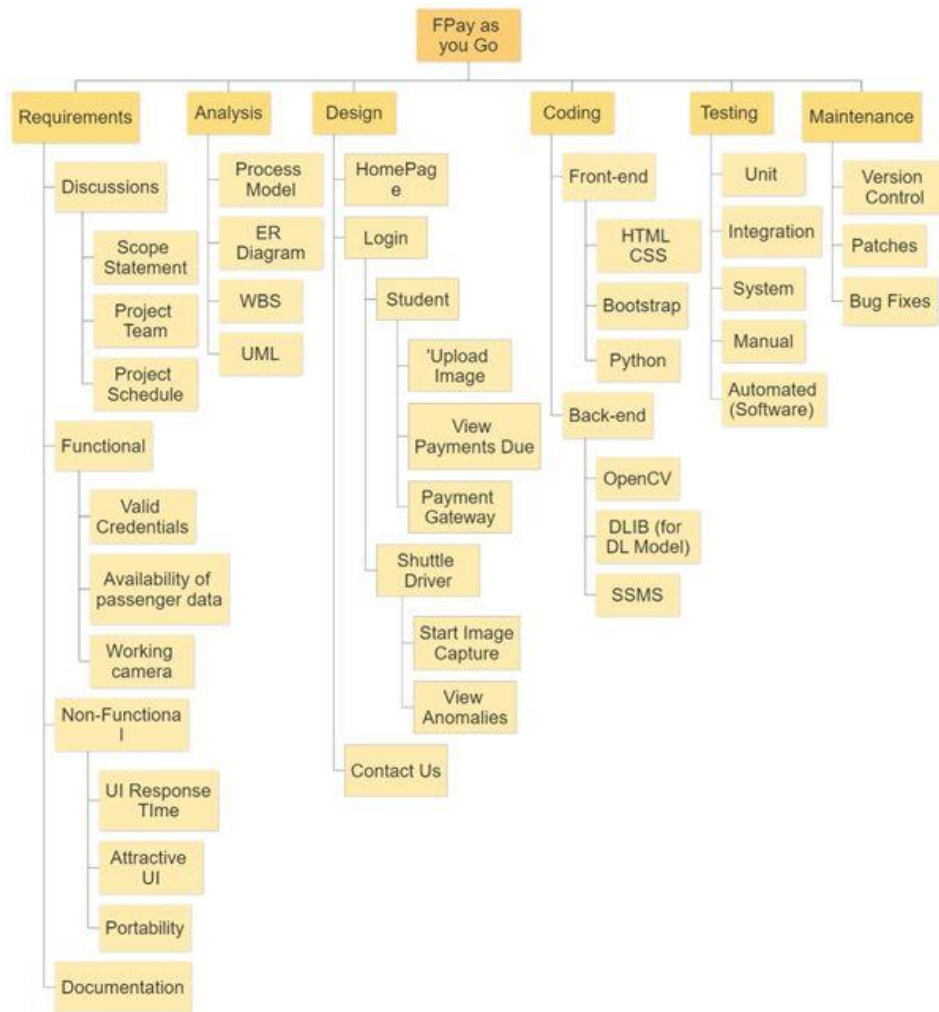 FPay as
you Go
Requirements
Discussions
Scope
Statement
Project
Team
Project
Schedule
Functional
Valid
Credentials
Availability of
passenger data
Working
camera
Non-Functiona
l
UI Response
TIme
Attractive
UI
Portability
Documentation
Analysis
Process
Model
ER
Diagram
WBS
UML
Design
HomePag
e
Login
Student
'Upload
Image
View
Payments Due
Payment
Gateway
Shuttle
Driver
Start Image
Capture
View
Anomalies
Contact Us
Coding
Front-end
HTML
CSS
Bootstrap
Python
Back-end
OpenCV
DLIB (for
DL Model)
SSMS
Testing
Unit
Integration
System
Manual
Automated
(Software)
Maintenance
Version
Control
Patches
Bug Fixes